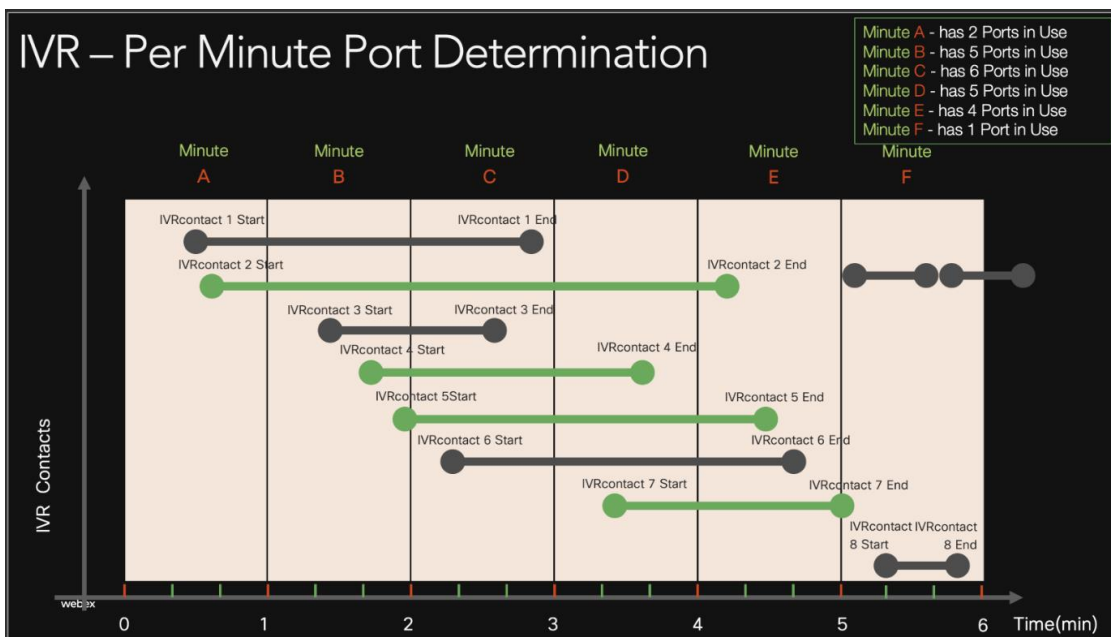 IVR – Per Minute Port Determination
Minute A - has 2 Ports in Use
Minute B - has 5 Ports in Use
Minute C - has 6 Ports in Use
Minute D - has 5 Ports in Use
Minute E - has 4 Ports in Use
Minute F - has 1 Port in Use
Minute Minute Minute Minute Minute Minute
A B C D E F
IVRcontact 1 Start IVRcontact 1 End
IVRcontact 2 Start IVRcontact 2 End
IVRcontact 3 Start IVRcontact 3 End
IVRcontact 4 Start IVRcontact 4 End
IVRcontact 5Start IVRcontact 5 End
IVRcontact 6 Start IVRcontact 6 End
IVRcontact 7 Start IVRcontact 7 End
IVRcontact IVRcontact
8 Start 8 End
IVR Contacts
webex
0 1 2 3 4 5 6 Time(min)